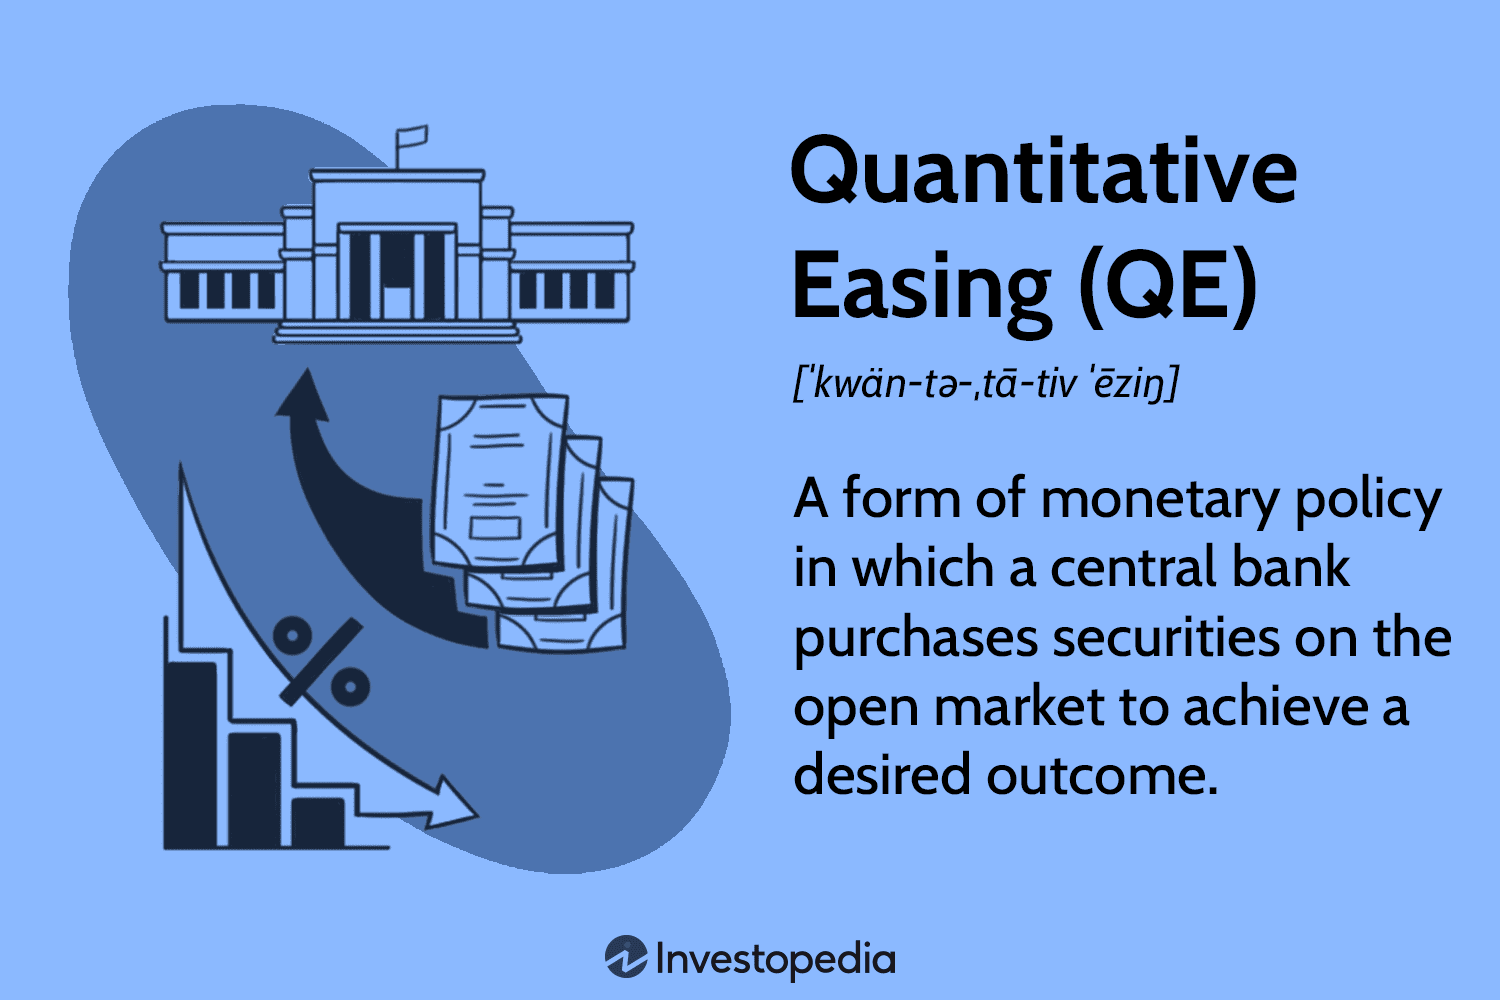 Quantitative
Easing (QE)
[ˈkwän-tə-ˌtā-tiv ˈēziŋ]
A form of monetary policy
in which a central bank
purchases securities on the
open market to achieve a
desired outcome.
%
Investopedia